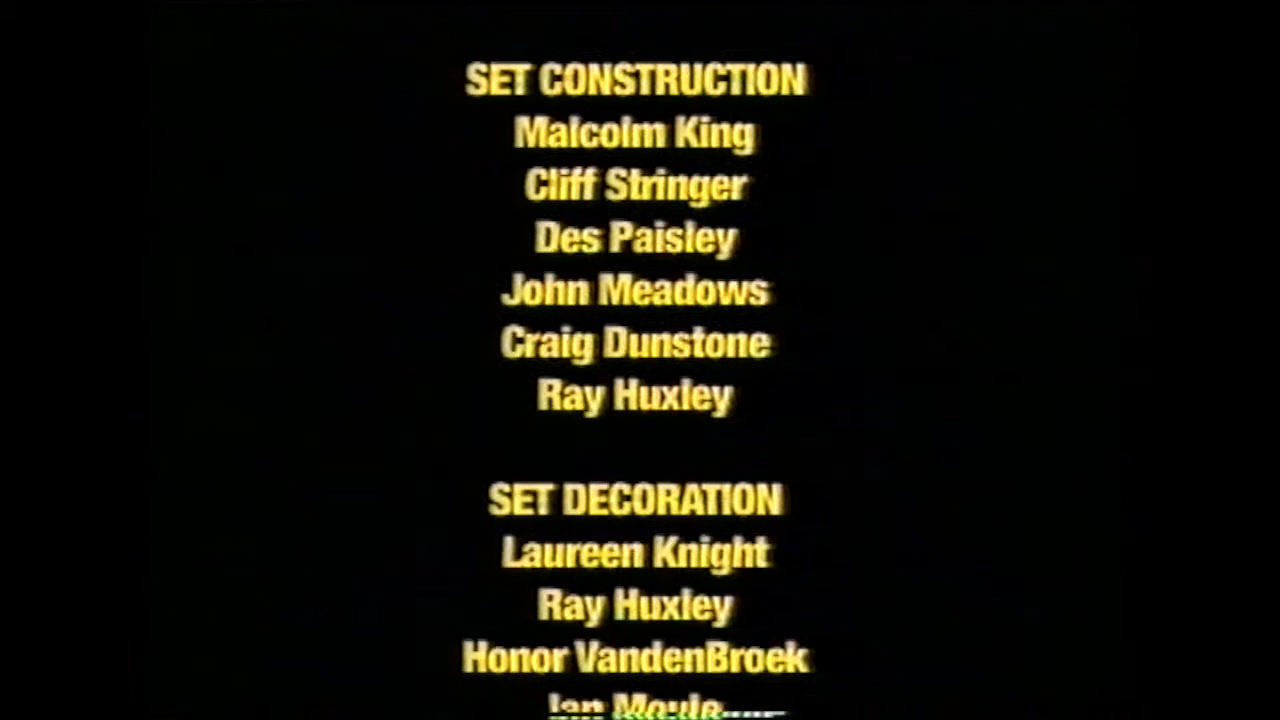 SET CONSTRUCTION
Malcolm King
Cliff Stringer
Des Paisley
John Meadows
Craig Dunstone
Ray Huxley
SET DECORATION
Laureen Knight
Ray Huxley
Honor VandenBroek
Ian